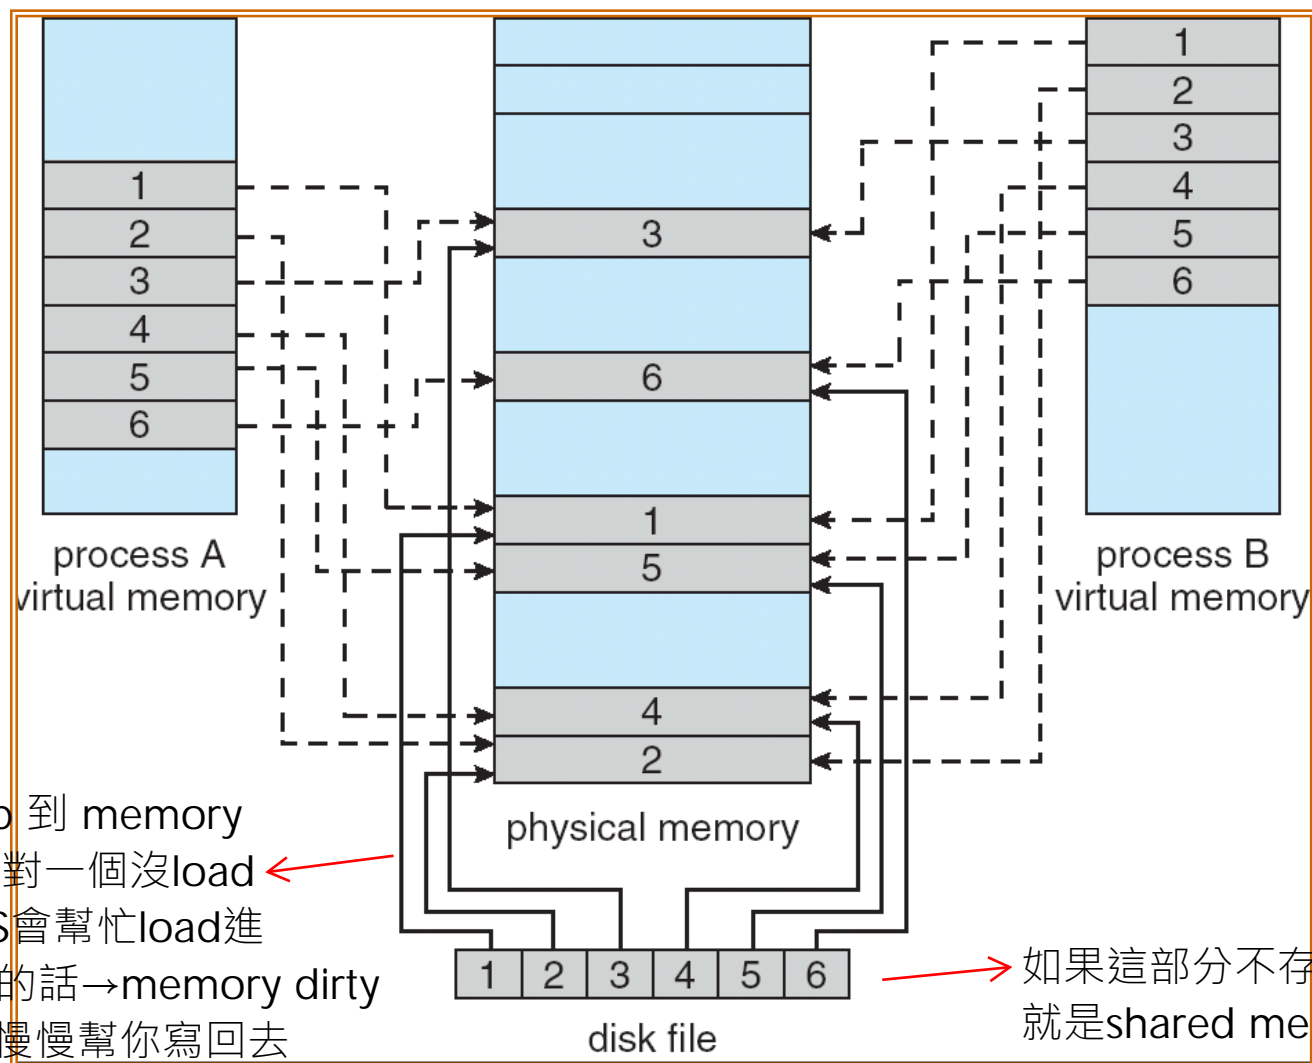 1
2
3
4
5
6
process A
virtual memory
3
6
1
5
4
2
physical memory
1
2
3
4
5
6
process B
virtual memory
到 memory
對一個沒load
會幫忙load進
的話→memory dirty
慢慢幫你寫回去
1 2 3 4 5 6
disk file
如果這部分不存
就是shared me